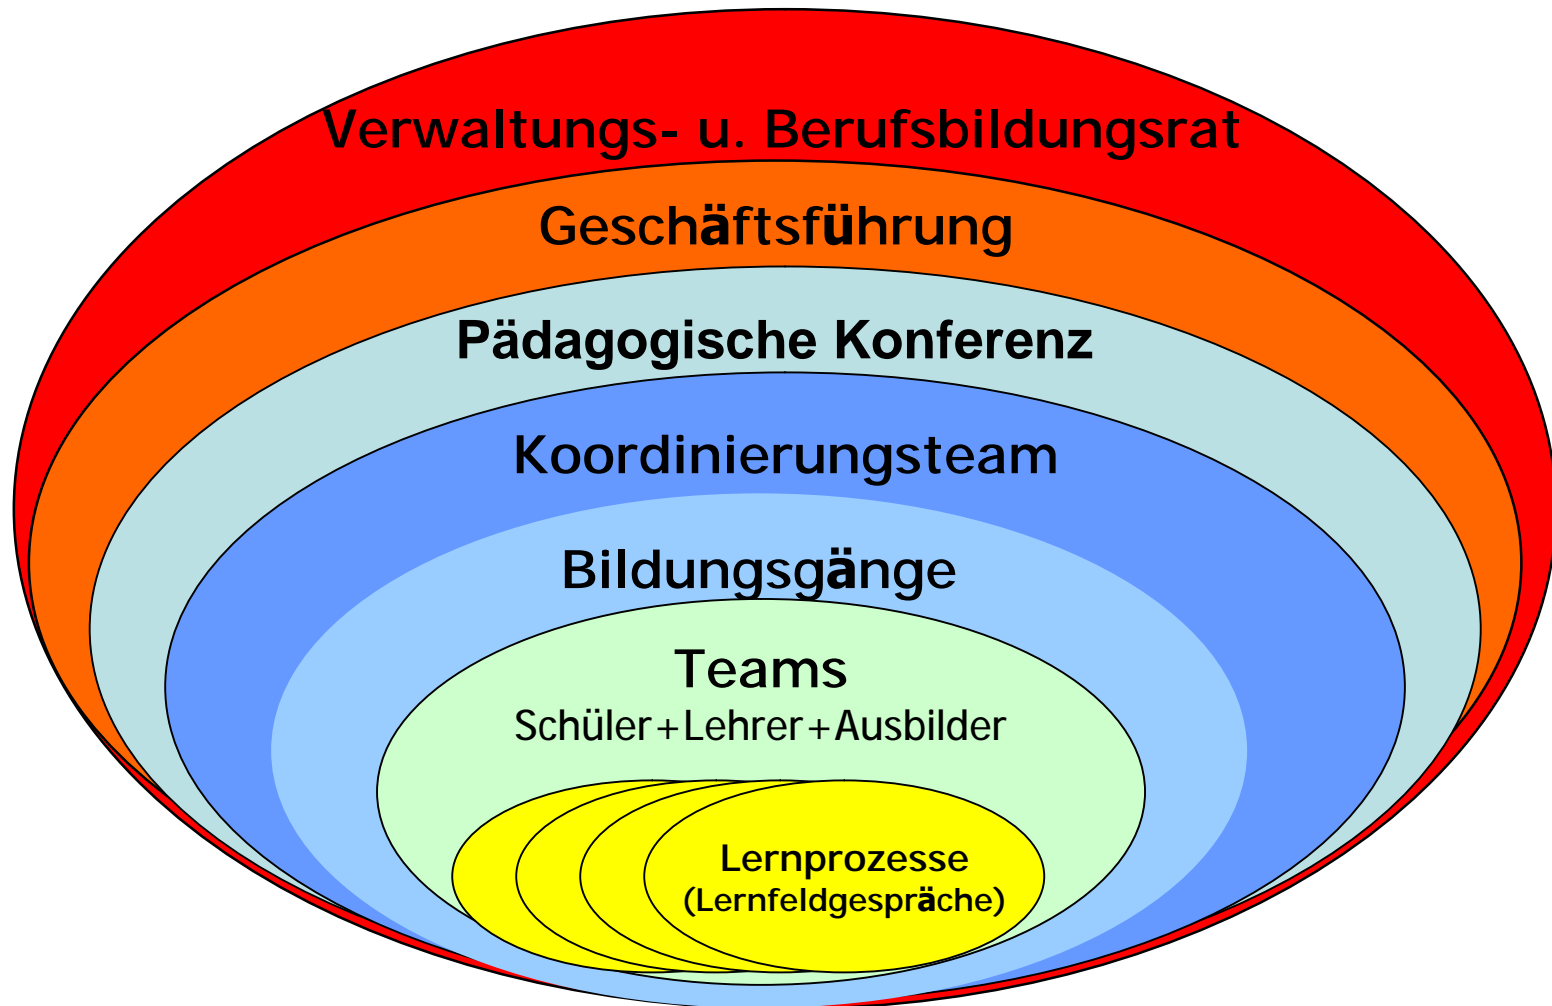 Verwaltungs- u. Berufsbildungsrat
Geschäftsführung
Pädagogische Konferenz
Koordinierungsteam
Bildungsgänge
Teams
Schüler+Lehrer+Ausbilder
Lernprozesse
(Lernfeldgespräche)